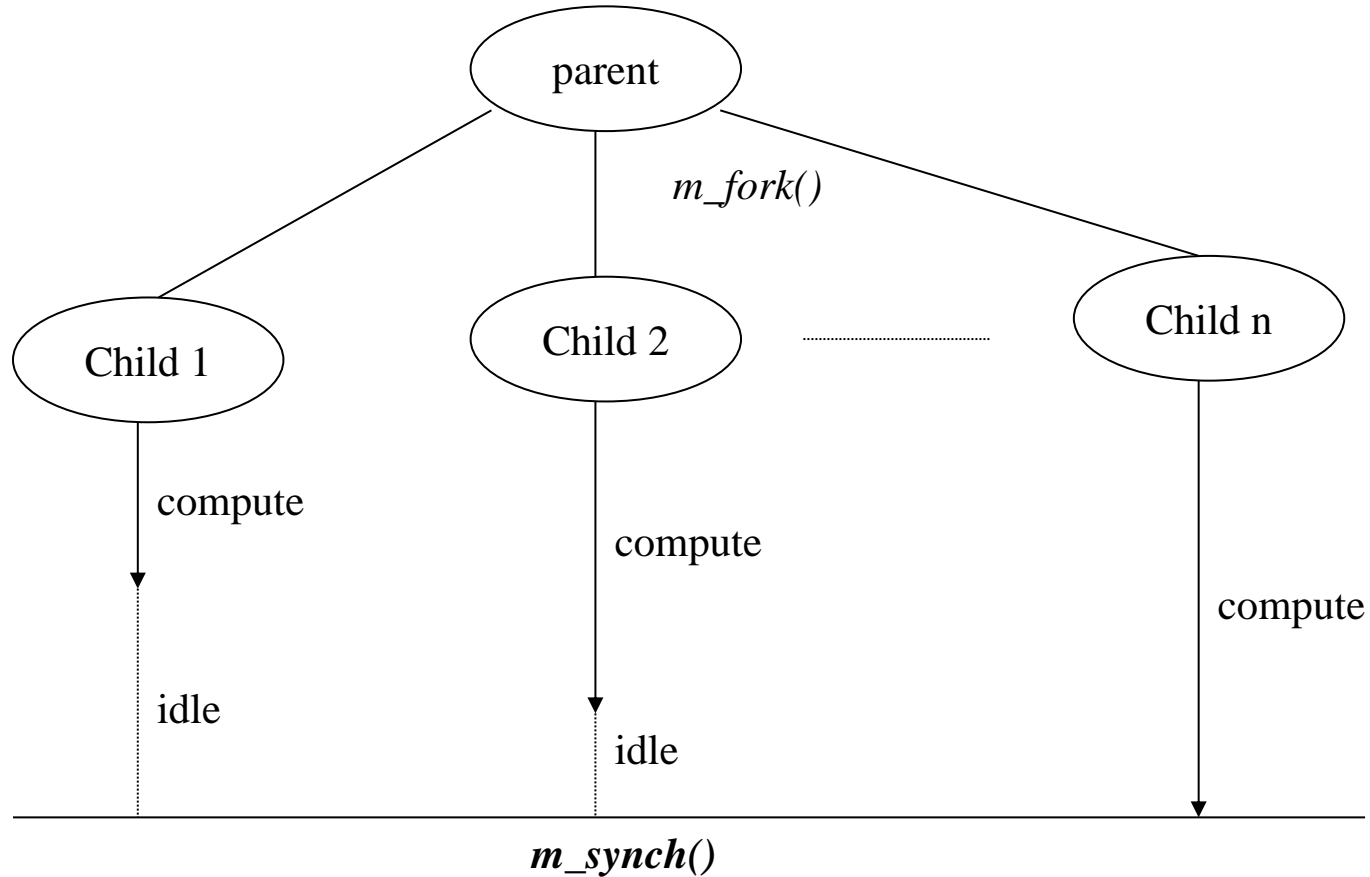 parent
m_fork()
Child 1
Child 2
Child n
compute
compute
compute
idle
idle
m_synch()